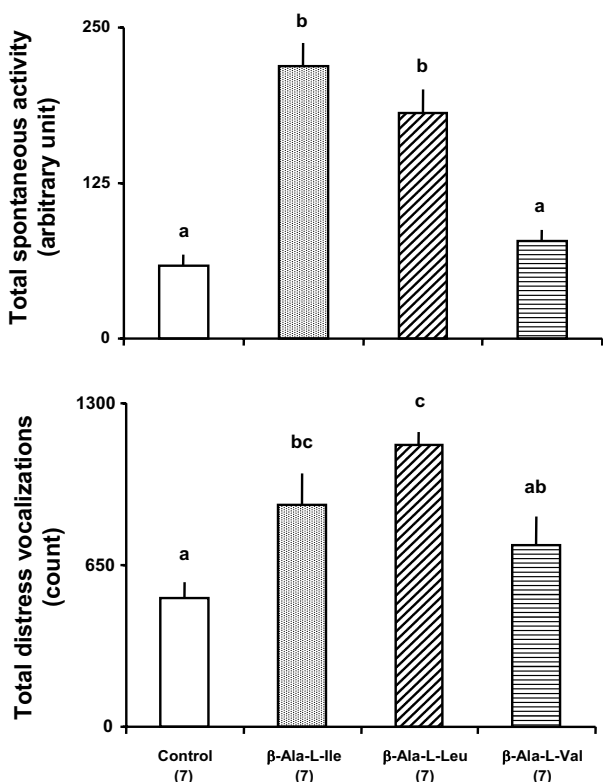 Total spontaneous activity
(arbitrary unit)
250
125
0
a
b
b
a
Total distress vocalizations
(count)
1300
650
0
a
bc
c
ab
Control β-Ala-L-Ile β-Ala-L-Leu β-Ala-L-Val
(7) (7) (7) (7)